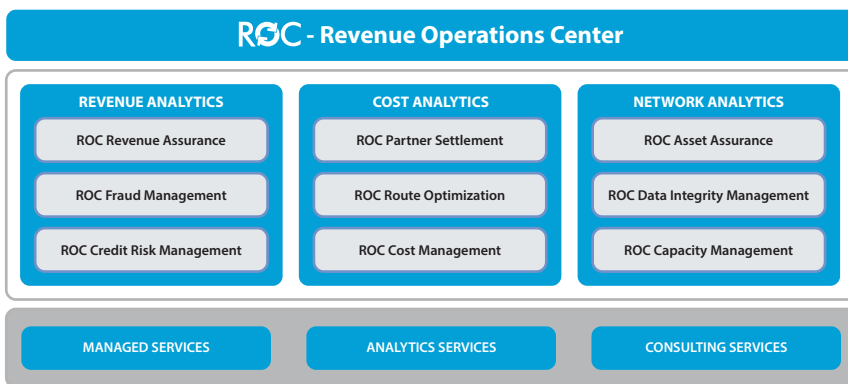 ROC - Revenue Operations Center
REVENUE ANALYTICS
ROC Revenue Assurance
ROC Fraud Management
ROC Credit Risk Management
COST ANALYTICS
ROC Partner Settlement
ROC Route Optimization
ROC Cost Management
NETWORK ANALYTICS
ROC Asset Assurance
ROC Data Integrity Management
ROC Capacity Management
MANAGED SERVICES
ANALYTICS SERVICES
CONSULTING SERVICES